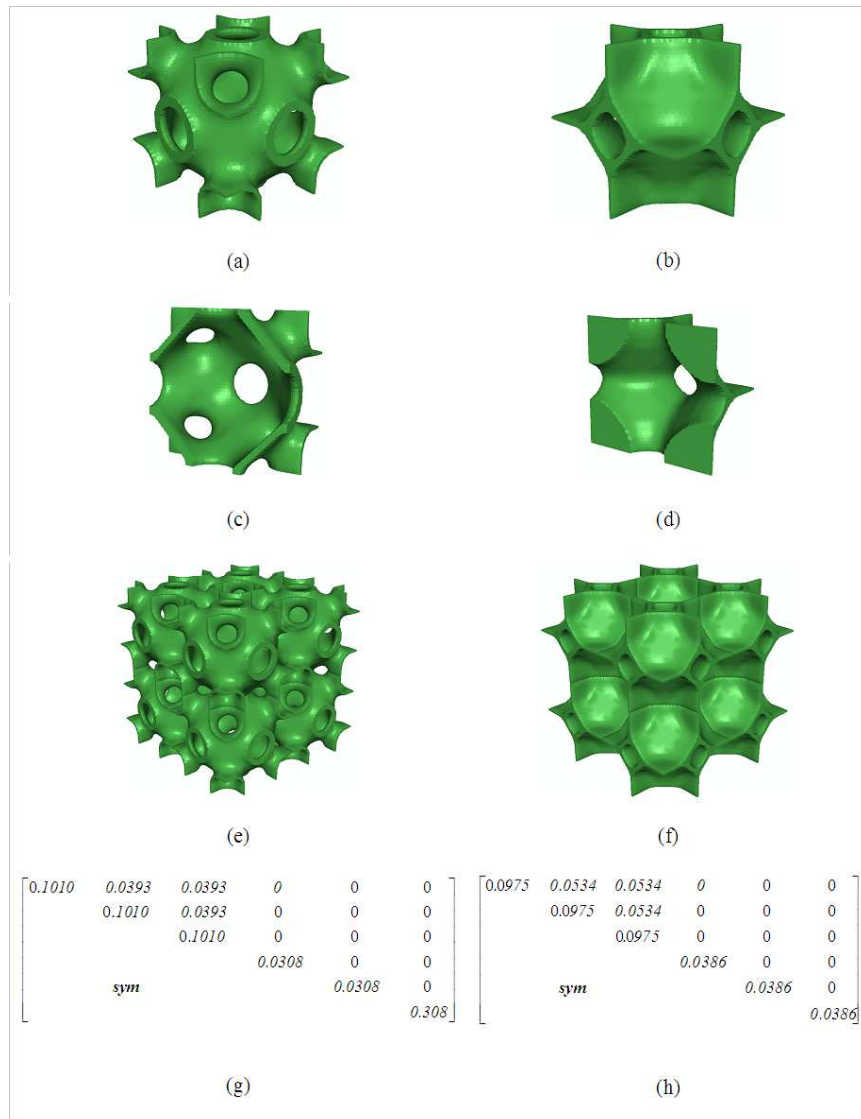 (a) (b)
(c) (d)
(e) (f)
0.1010 0.0393 0.0393 0 0 0
0.1010 0.0393 0 0 0
0.1010 0 0 0
0.0308 0 0
sym 0.0308 0
0.308
0.0975 0.0534 0.0534 0 0 0
0.0975 0.0534 0 0 0
0.0975 0 0 0
0.0386 0 0
sym 0.0386 0
0.0386
(g) (h)